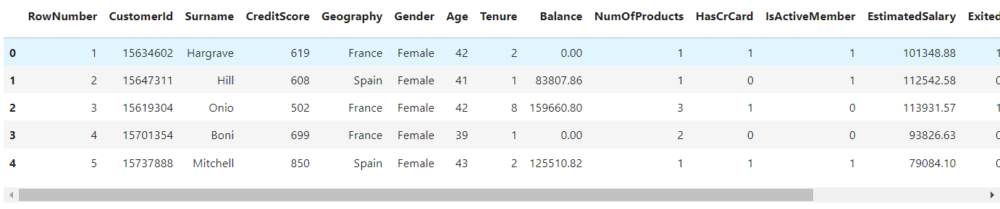 RowNumber CustomerId Surname CreditScore Geography Gender Age Tenure Balance NumOfProducts HasCrCard IsActiveMember EstimatedSalary Exited
0 1 15634602 Hargrave 619 France Female 42 2 0.00 1 1 1 101348.88 1
1 2 15647311 Hill 608 Spain Female 41 1 83807.86 1 0 1 112542.58 0
2 3 15619304 Onio 502 France Female 42 8 159660.80 3 1 0 113931.57 1
3 4 15701354 Boni 699 France Female 39 1 0.00 2 0 0 93826.63 0
4 5 15737888 Mitchell 850 Spain Female 43 2 125510.82 1 1 1 79084.10 0